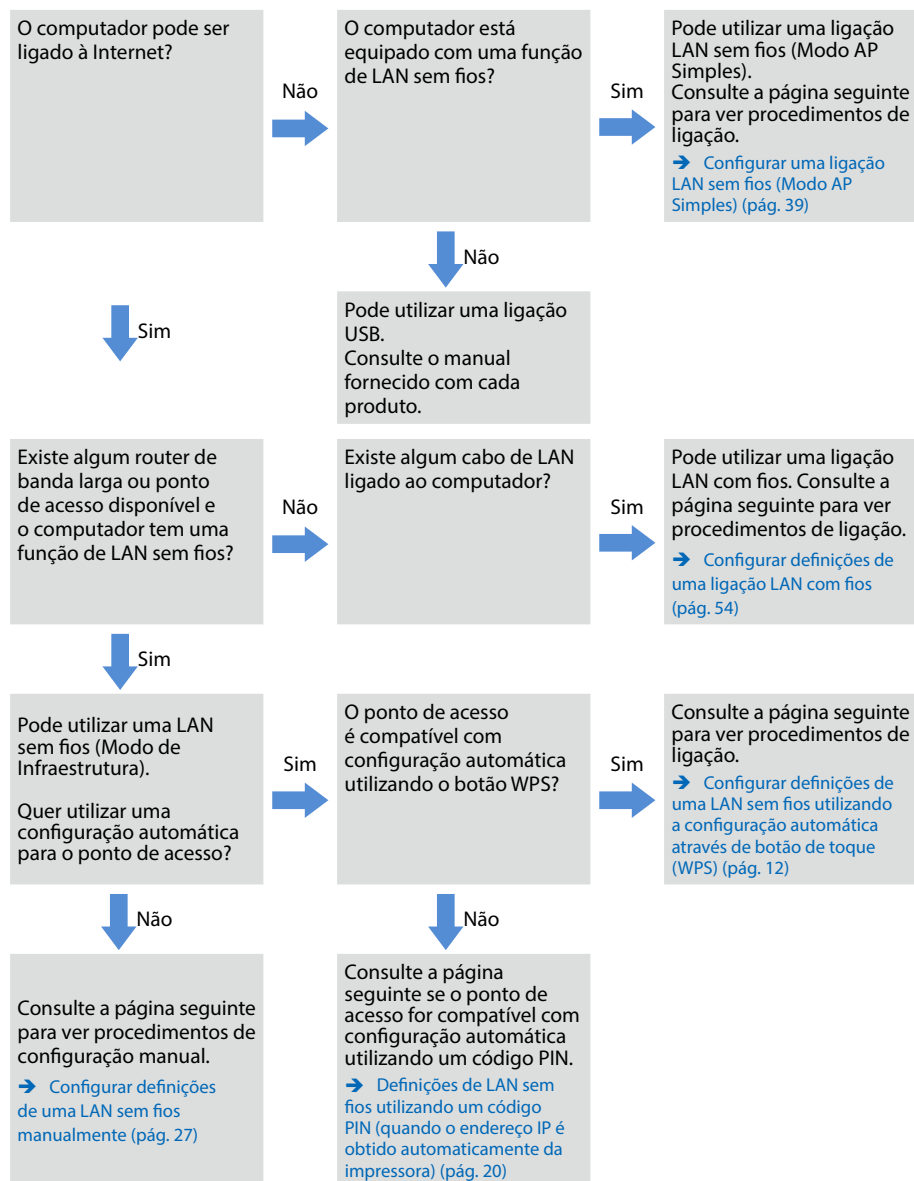 O computador pode ser
ligado à Internet?
Não
O computador está
equipado com uma função
de LAN sem fios?
Sim
Pode utilizar uma ligação
LAN sem fios (Modo AP
Simples).
Consulte a página seguinte
para ver procedimentos de
ligação.
➔ Configurar uma ligação
LAN sem fios (Modo AP
Simples) (pág. 39)
Não
Pode utilizar uma ligação
USB.
Consulte o manual
fornecido com cada
produto.
Sim
Existe algum router de
banda larga ou ponto
de acesso disponível e
o computador tem uma
função de LAN sem fios?
Não
Existe algum cabo de LAN
ligado ao computador?
Sim
Pode utilizar uma ligação
LAN com fios. Consulte a
página seguinte para ver
procedimentos de ligação.
➔ Configurar definições de
uma ligação LAN com fios
(pág. 54)
Sim
Pode utilizar uma LAN
sem fios (Modo de
Infraestrutura).
Quer utilizar uma
configuração automática
para o ponto de acesso?
Sim
O ponto de acesso
é compatível com
configuração automática
utilizando o botão WPS?
Sim
Consulte a página seguinte
para ver procedimentos de
ligação.
➔ Configurar definições de
uma LAN sem fios utilizando
a configuração automática
através de botão de toque
(WPS) (pág. 12)
Não
Consulte a página seguinte
para ver procedimentos de
configuração manual.
➔ Configurar definições
de uma LAN sem fios
manualmente (pág. 27)
Não
Consulte a página
seguinte se o ponto de
acesso for compatível com
configuração automática
utilizando um código PIN.
➔ Definições de LAN sem
fios utilizando um código
PIN (quando o endereço IP é
obtido automaticamente da
impressora) (pág. 20)